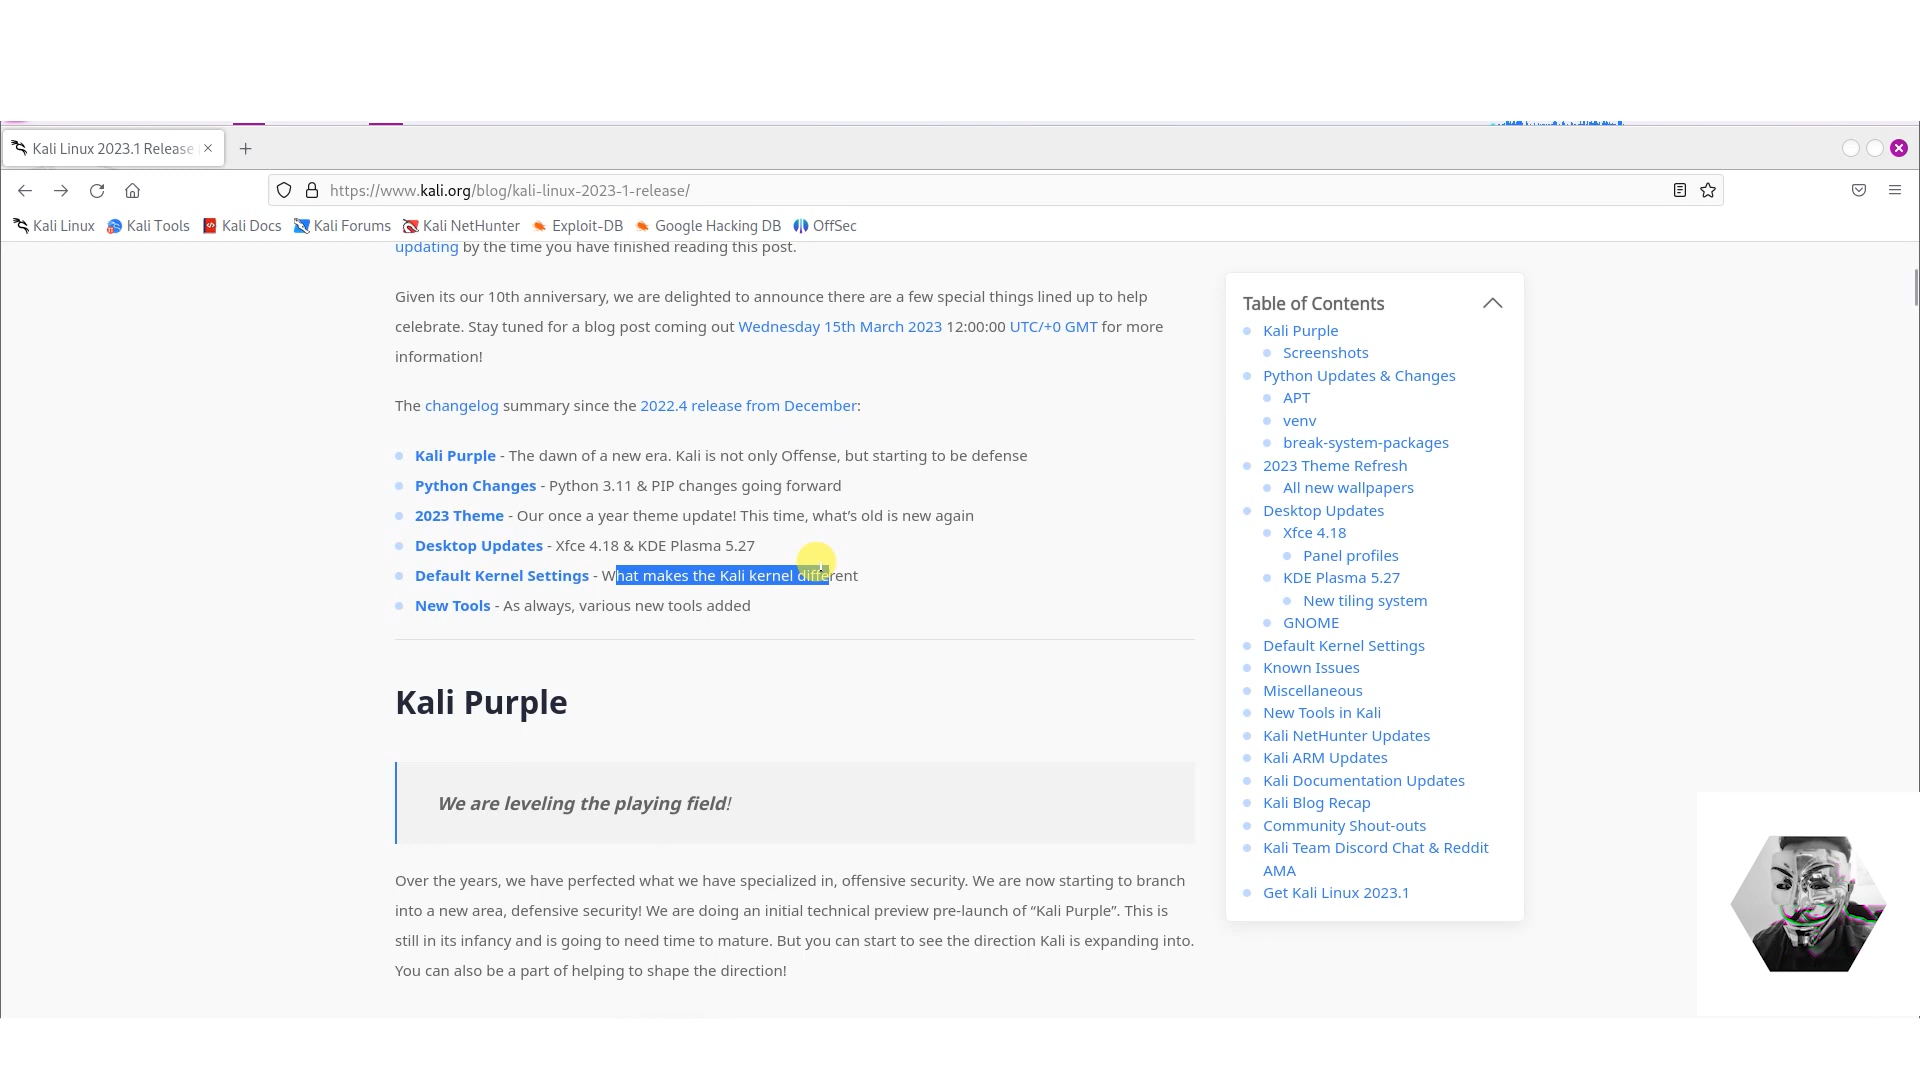 Kali Linux 2023.1 Release
https://www.kali.org/blog/kali-linux-2023-1-release/
Kali Linux Kali Tools Kali Docs Kali Forums Kali NetHunter Exploit-DB Google Hacking DB OffSec
updating by the time you have finished reading this post.
Given its our 10th anniversary, we are delighted to announce there are a few special things lined up to help
celebrate. Stay tuned for a blog post coming out Wednesday 15th March 2023 12:00:00 UTC/+0 GMT for more
information!
The changelog summary since the 2022.4 release from December:
Kali Purple - The dawn of a new era. Kali is not only Offense, but starting to be defense
Python Changes - Python 3.11 & PIP changes going forward
2023 Theme - Our once a year theme update! This time, what's old is new again
Desktop Updates - Xfce 4.18 & KDE Plasma 5.27
Default Kernel Settings - What makes the Kali kernel different
New Tools - As always, various new tools added
Kali Purple
We are leveling the playing field!
Over the years, we have perfected what we have specialized in, offensive security. We are now starting to branch
into a new area, defensive security! We are doing an initial technical preview pre-launch of “Kali Purple”. This is
still in its infancy and is going to need time to mature. But you can start to see the direction Kali is expanding into.
You can also be a part of helping to shape the direction!
Table of Contents
Kali Purple
Screenshots
Python Updates & Changes
APT
venv
break-system-packages
2023 Theme Refresh
All new wallpapers
Desktop Updates
Xfce 4.18
Panel profiles
KDE Plasma 5.27
New tiling system
GNOME
Default Kernel Settings
Known Issues
Miscellaneous
New Tools in Kali
Kali NetHunter Updates
Kali ARM Updates
Kali Documentation Updates
Kali Blog Recap
Community Shout-outs
Kali Team Discord Chat & Reddit
AMA
Get Kali Linux 2023.1